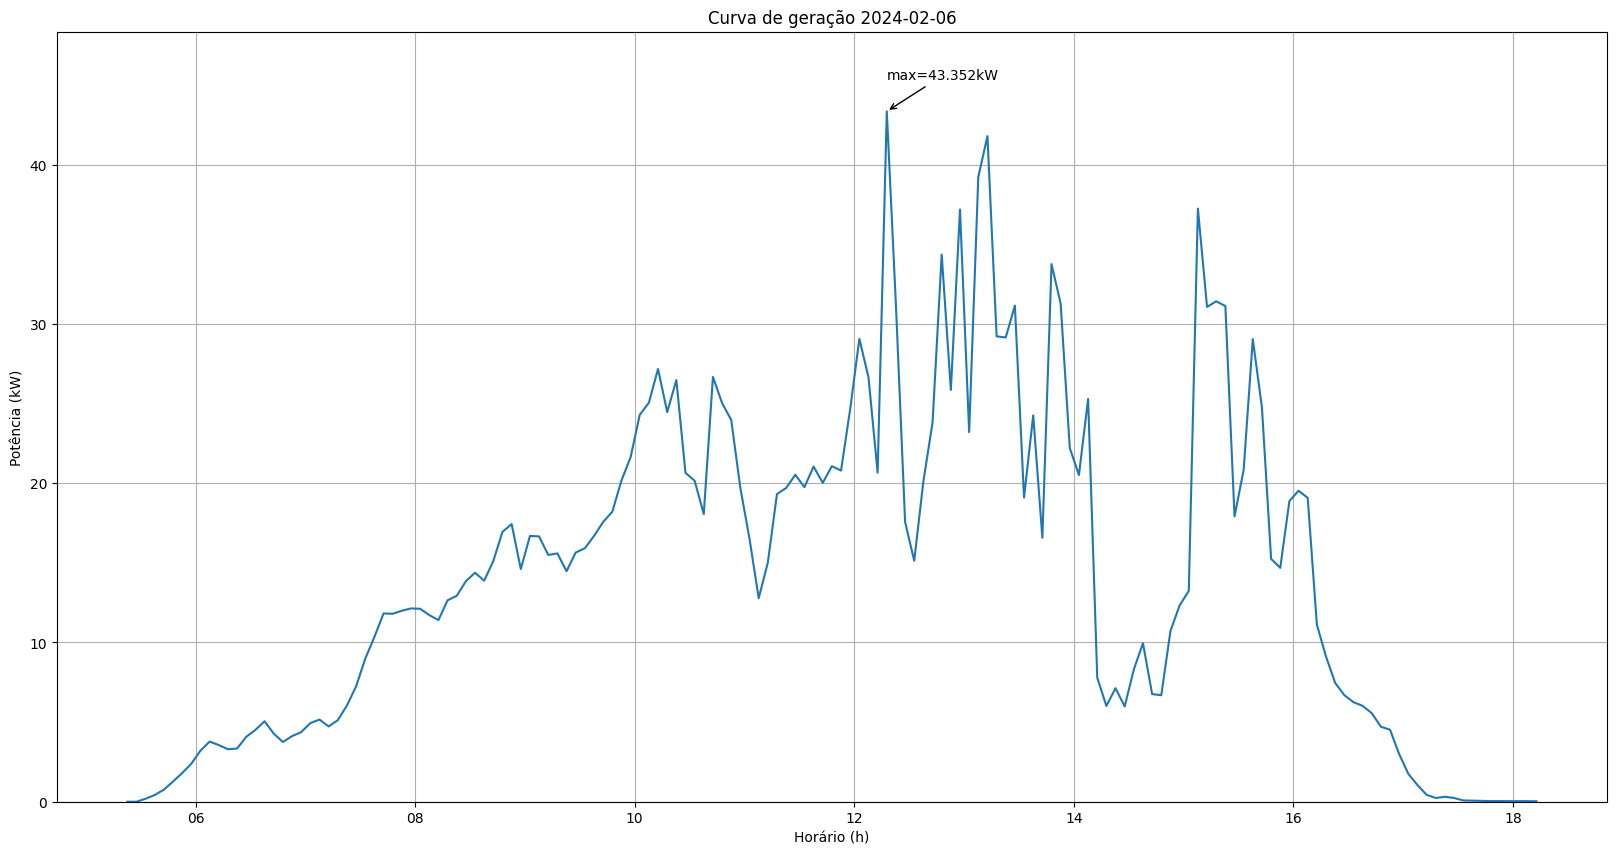 Curva de geração 2024-02-06
max=43.352kW
Potência (kW)
40
30
20
10
0
06 08 10 12 14 16 18
Horário (h)